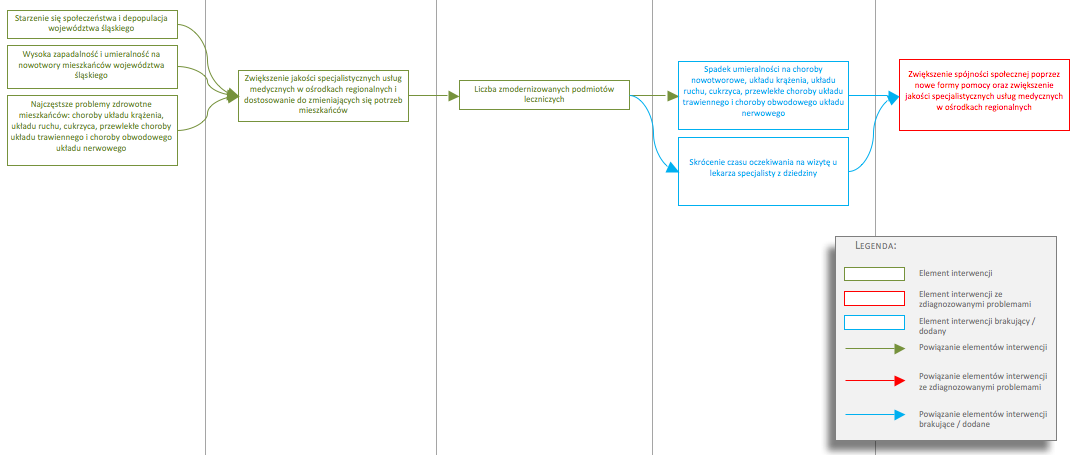 Starzenie się społeczeństwa i depopulacja
województwa śląskiego
Wysoka zapadalność i umieralność na
nowotwory mieszkańców województwa
śląskiego
Najczęstsze problemy zdrowotne
mieszkańców: choroby układu krążenia,
układu ruchu, cukrzyca, przewlekłe choroby
układu trawiennego i choroby obwodowego
układu nerwowego
Zwiększenie jakości specjalistycznych usług
medycznych w ośrodkach regionalnych i
dostosowanie do zmieniających się potrzeb
mieszkańców
Liczba zmodernizowanych podmiotów
leczniczych
Spadek umieralności na choroby
nowotworowe, układu krążenia, układu
ruchu, cukrzyca, przewlekłe choroby układu
trawiennego i choroby obwodowego układu
nerwowego
Skrócenie czasu oczekiwania na wizytę u
lekarza specjalisty z dziedziny
Zwiększenie spójności społecznej poprzez
nowe formy pomocy oraz zwiększenie
jakości specjalistycznych usług medycznych
w ośrodkach regionalnych
LEGENDA:
Element interwencji
Element interwencji ze
zdiagnozowanymi problemami
Element interwencji brakujący /
dodany
Powiązanie elementów interwencji
Powiązanie elementów interwencji
ze zdiagnozowanymi problemami
Powiązanie elementów interwencji
brakujące / dodane